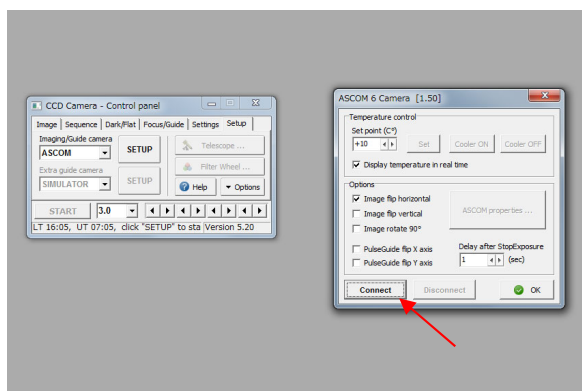 CCD Camera - Control panel
Image Sequence Dark/Flat Focus/Guide Settings Setup
Imaging/Guide camera
ASCOM SETUP Telescope ...
Extra guide camera
Filter Wheel ...
SIMULATOR SETUP
Help Options
START 3.0
LT 16:05, UT 07:05, click "SETUP" to sta Version 5.20
ASCOM 6 Camera [1.50]
Temperature control
Set point (C°)
+10 Set Cooler ON Cooler OFF
Display temperature in real time
Options
Image flip horizontal
Image flip vertical
ASCOM properties ...
Image rotate 90°
PulseGuide flip X axis
Delay after StopExposure
PulseGuide flip Y axis
1 (sec)
Connect Disconnect OK